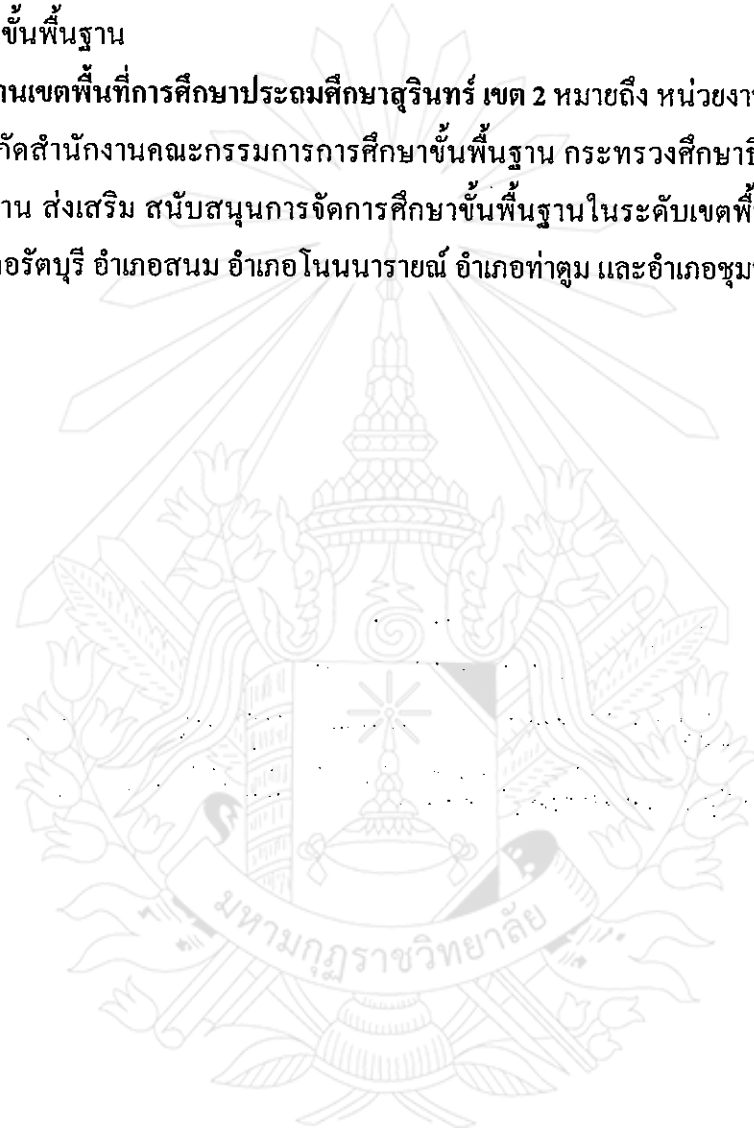 ขั้นพื้นฐาน
านเขตพื้นที่การศึกษาประถมศึกษาสุรินทร์ เขต 2 หมายถึง หน่วยงาน
กัดสำนักงานคณะกรรมการการศึกษาขั้นพื้นฐาน กระทรวงศึกษาธิ
าน ส่งเสริม สนับสนุนการจัดการศึกษาขั้นพื้นฐานในระดับเขตพื้
อรัตบุรี อำเภอสนม อำเภอโนนนารายณ์ อำเภอท่าตูม และอำเภอชุม
มหามกุฏราชวิทยาลัย